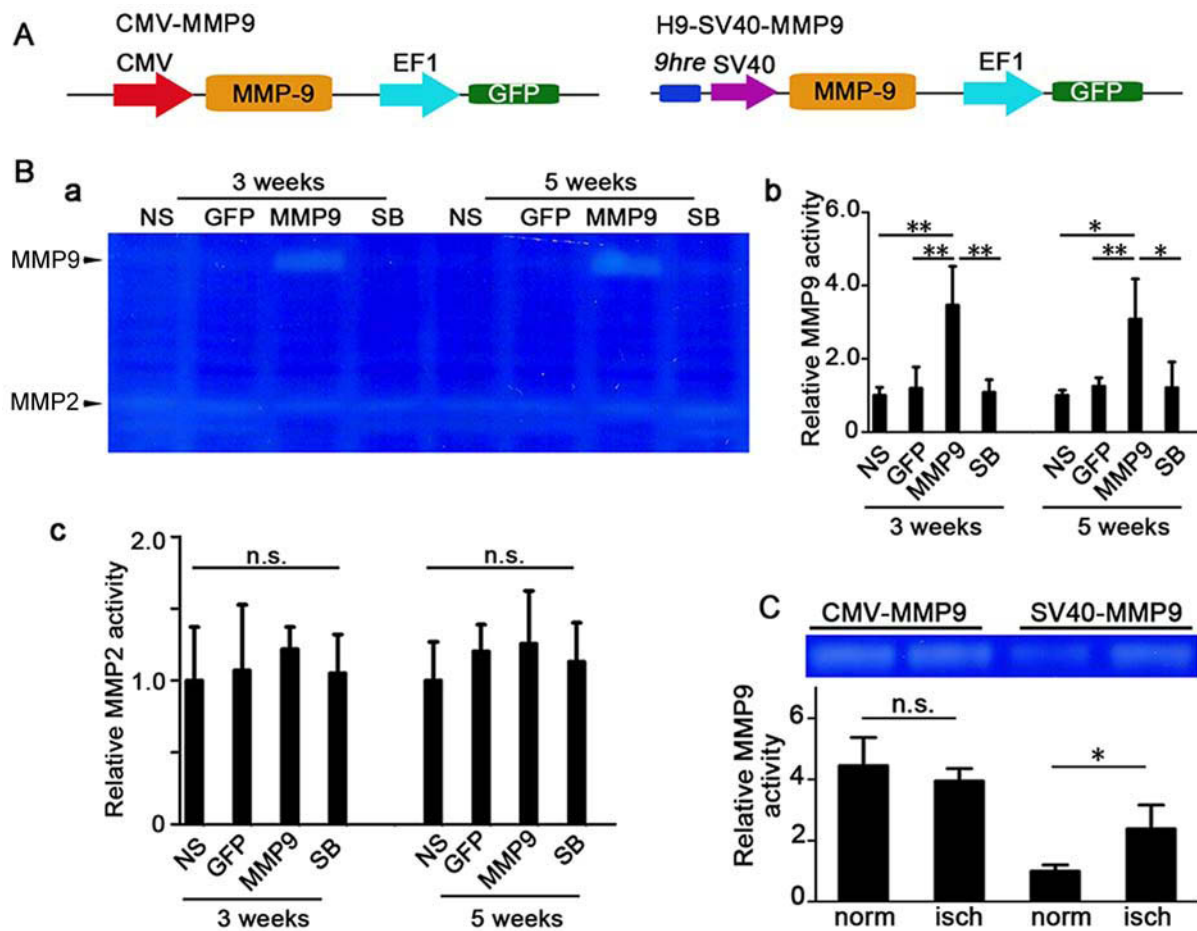 A
CMV-MMP9
CMV
MMP-9
EF1
GFP
H9-SV40-MMP9
9hre SV40
MMP-9
EF1
GFP
B
a
3 weeks
5 weeks
NS GFP MMP9 SB NS GFP MMP9 SB
MMP9
MMP2
b
Relative MMP9 activity
6.0
4.0
2.0
0
** ** **
* ** *
NS GFP MMP9 SB NS GFP MMP9 SB
3 weeks 5 weeks
c
Relative MMP2 activity
2.0
1.0
0
n.s. n.s.
NS GFP MMP9 SB NS GFP MMP9 SB
3 weeks 5 weeks
C
CMV-MMP9 SV40-MMP9
Relative MMP9
activity
6
4
2
0
n.s. *
norm isch norm isch